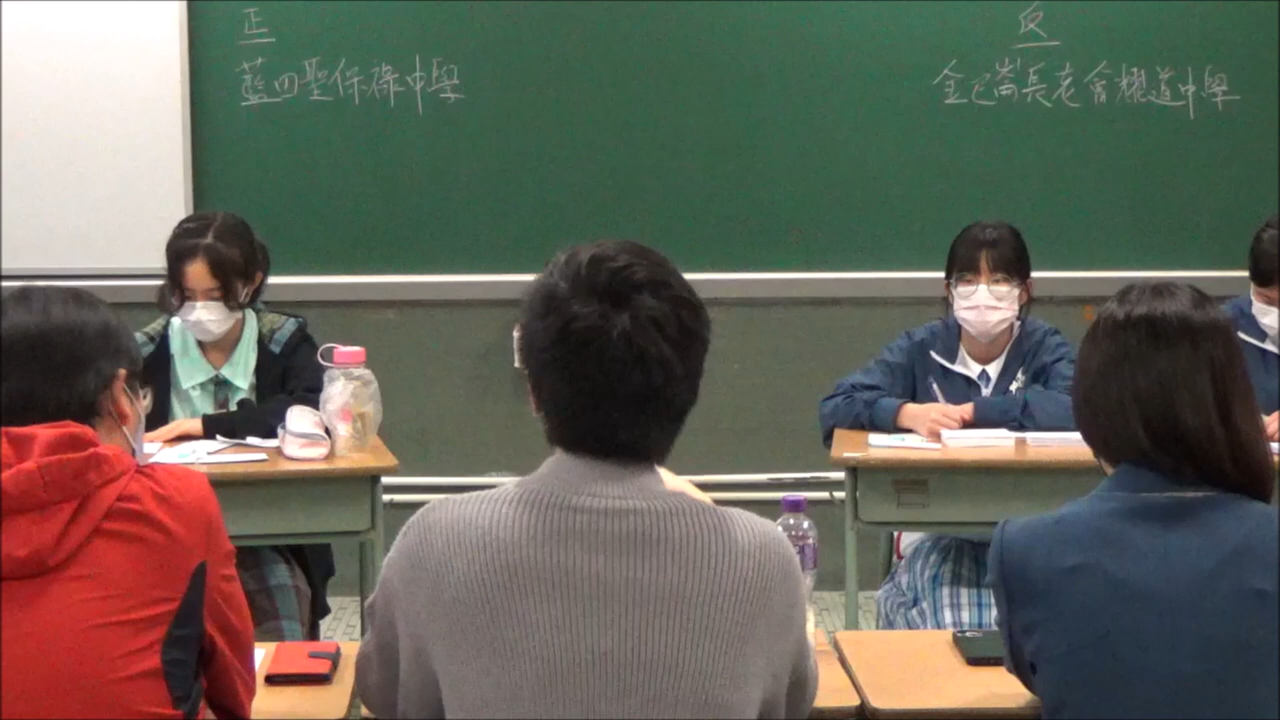 正
藍田聖保祿中學
反
金巴崙長老會耀道中學